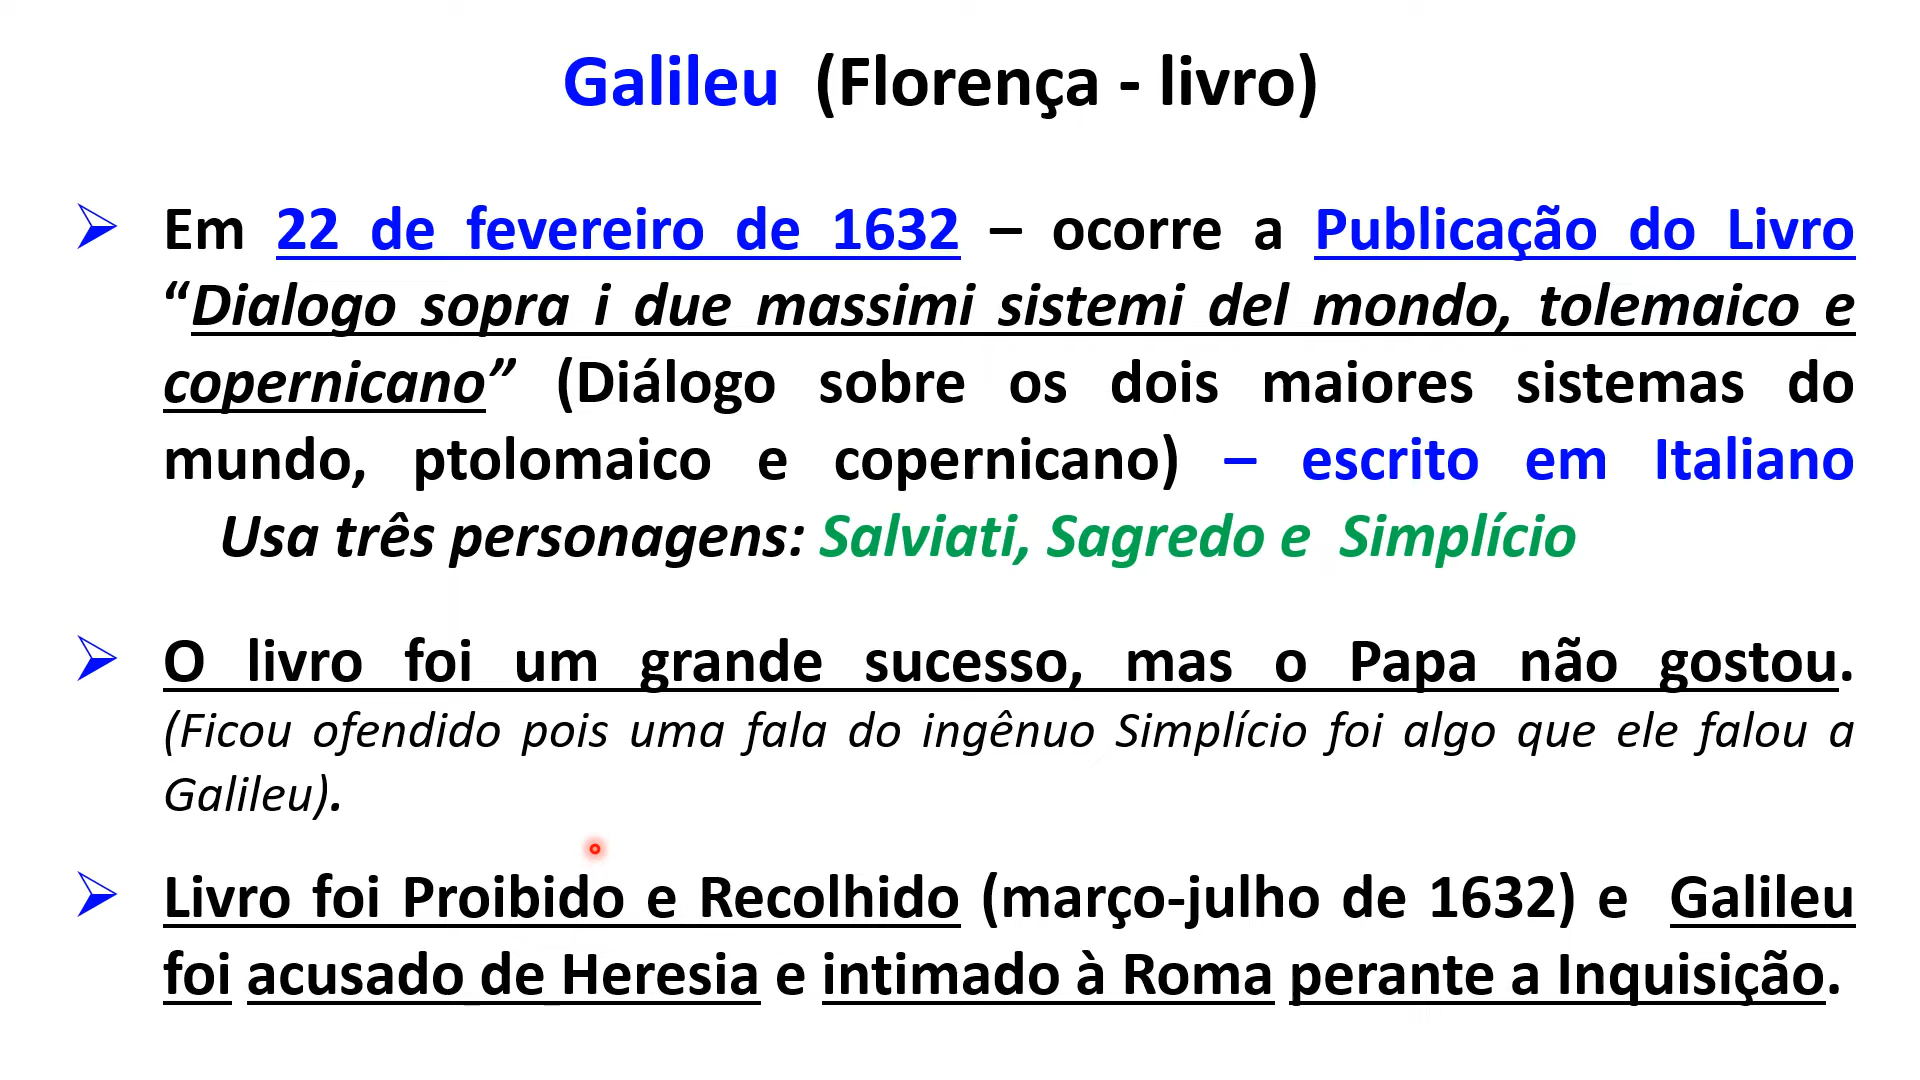 Galileu (Florença - livro)
Em 22 de fevereiro de 1632 – ocorre a Publicação do Livro
“Dialogo sopra i due massimi sistemi del mondo, tolemaico e
copernicano” (Diálogo sobre os dois maiores sistemas do
mundo, ptolomaico e copernicano) – escrito em Italiano
Usa três personagens: Salviati, Sagredo e Simplício
O livro foi um grande sucesso, mas o Papa não gostou.
(Ficou ofendido pois uma fala do ingênuo Simplício foi algo que ele falou a
Galileu).
Livro foi Proibido e Recolhido (março-julho de 1632) e Galileu
foi acusado de Heresia e intimado à Roma perante a Inquisição.